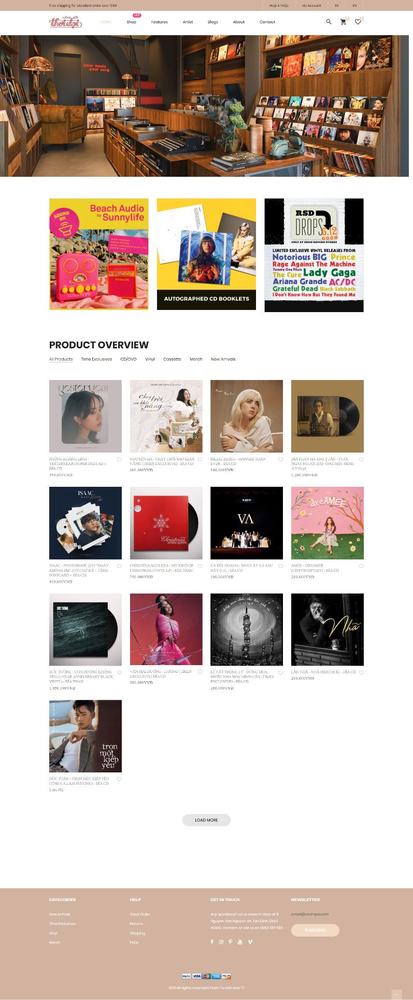 Free shipping for standard order over $100
Help & FAQs
My Account
EN
VN
HÃNG ĐĨA
Thời đại
HOME
Shop
HOT
Features
Artist
Blogs
About
Contact
.your music
.your song
SOUND ON
Beach Audio
by Sunnylife
SUNNYLIFE
AUTOGRAPHED CD BOOKLETS
RSD
DROPS
6.12
ONLY AT INDIE RECORD STORES
LIMITED EXCLUSIVE VINYL RELEASES FROM
Notorious BIG Prince
Rage Against The Machine
Twenty One Pilots
The Cure Lady Gaga
Ariana Grande AC/DC
Grateful Dead Black Sabbath
I Don't Know How But They Found Me
PRODUCT OVERVIEW
All Products
Time Exclusives
CD/DVD
Vinyl
Cassette
Merch
New Arrivals
yesteryear
chạy trời
sao khỏi
nắng
PHÙNG KHÁNH LINH -
YESTERYEAR (SUPER DELUXE) -
ĐĨA CD
350,000VNĐ
NGUYÊN HÀ - CHẠY TRỜI SAO KHỎI
NẮNG (TIMES EXCLUSIVE) - ĐĨA CD
300,000VNĐ
BILLIE EILISH - HAPPIER THAN
EVER - ĐĨA CD
390,000VNĐ
ĐĨA THAN HÀ ANH TUẤN - CUỐI
NGÀY NGƯỜI ĐÀN ÔNG MỘT MÌNH
-LP Vinyl
1,200,000VNĐ
ISAAC
Christmas
VA
dreAMEE
ISAAC - PHOTOBOOK 2019 "NGÀY
KHÔNG EM" (CÓ CHỮ KÝ + TẶNG
POSTCARD + ĐĨA CD)
400,000VNĐ
CHRISTINA AGULERA - MY KIND OF
CHRISTMAS (VINYL LP) - ĐĨA THAN
750,000VNĐ
CÁ HỒI HOANG - NGÀY ẤY VÀ SAU
NÀY (VA) - ĐĨA CD
300,000VNĐ
AMEE - DREAMEE
(CD/PTB/GIFTSET) - ĐĨA CD
280,000VNĐ
BỨC TƯỜNG
Nhã
BỨC TƯỜNG - CON ĐƯỜNG KHÔNG
TÊN (1-YEAR ANNIVERSARY BLACK
VINYL) - ĐĨA THAN
1,050,000VNĐ
VĂN MAI HƯƠNG - HƯƠNG (TIMES
EXCLUSIVE) ĐĨA CD
280,000VNĐ
LÊ CÁT TRỌNG LÝ - ĐỪNG MUA
NHIỀU NHÀ HƠN MÌNH CẦN (TIMES
EXCLUSIVE) - ĐĨA CD
280,000VNĐ
LÂN NHÃ - NHÃ (RESTOCK) - ĐĨA CD
280,000VNĐ
trọn
một
kiếp
yêu
ĐỨC TUẤN - TRỌN MỘT KIẾP YÊU
(TÌNH CA LAM PHƯƠNG) - ĐĨA CD
Liên Hệ
LOAD MORE
CATEGORIES
New Arrivals
Time Exclusives
Vinyl
Merch
HELP
Track Order
Returns
Shipping
FAQs
GET IN TOUCH
Any questions? Let us know in store at 6
Nguyen Van Nguyen str, Tan Dinh, Dist.1,
HCMC, Vietnam or call us on 0983 587 833
NEWSLETTER
email@example.com
SUBSCRIBE
PayPal
VISA
2021 All rights reserved | From Tu with love